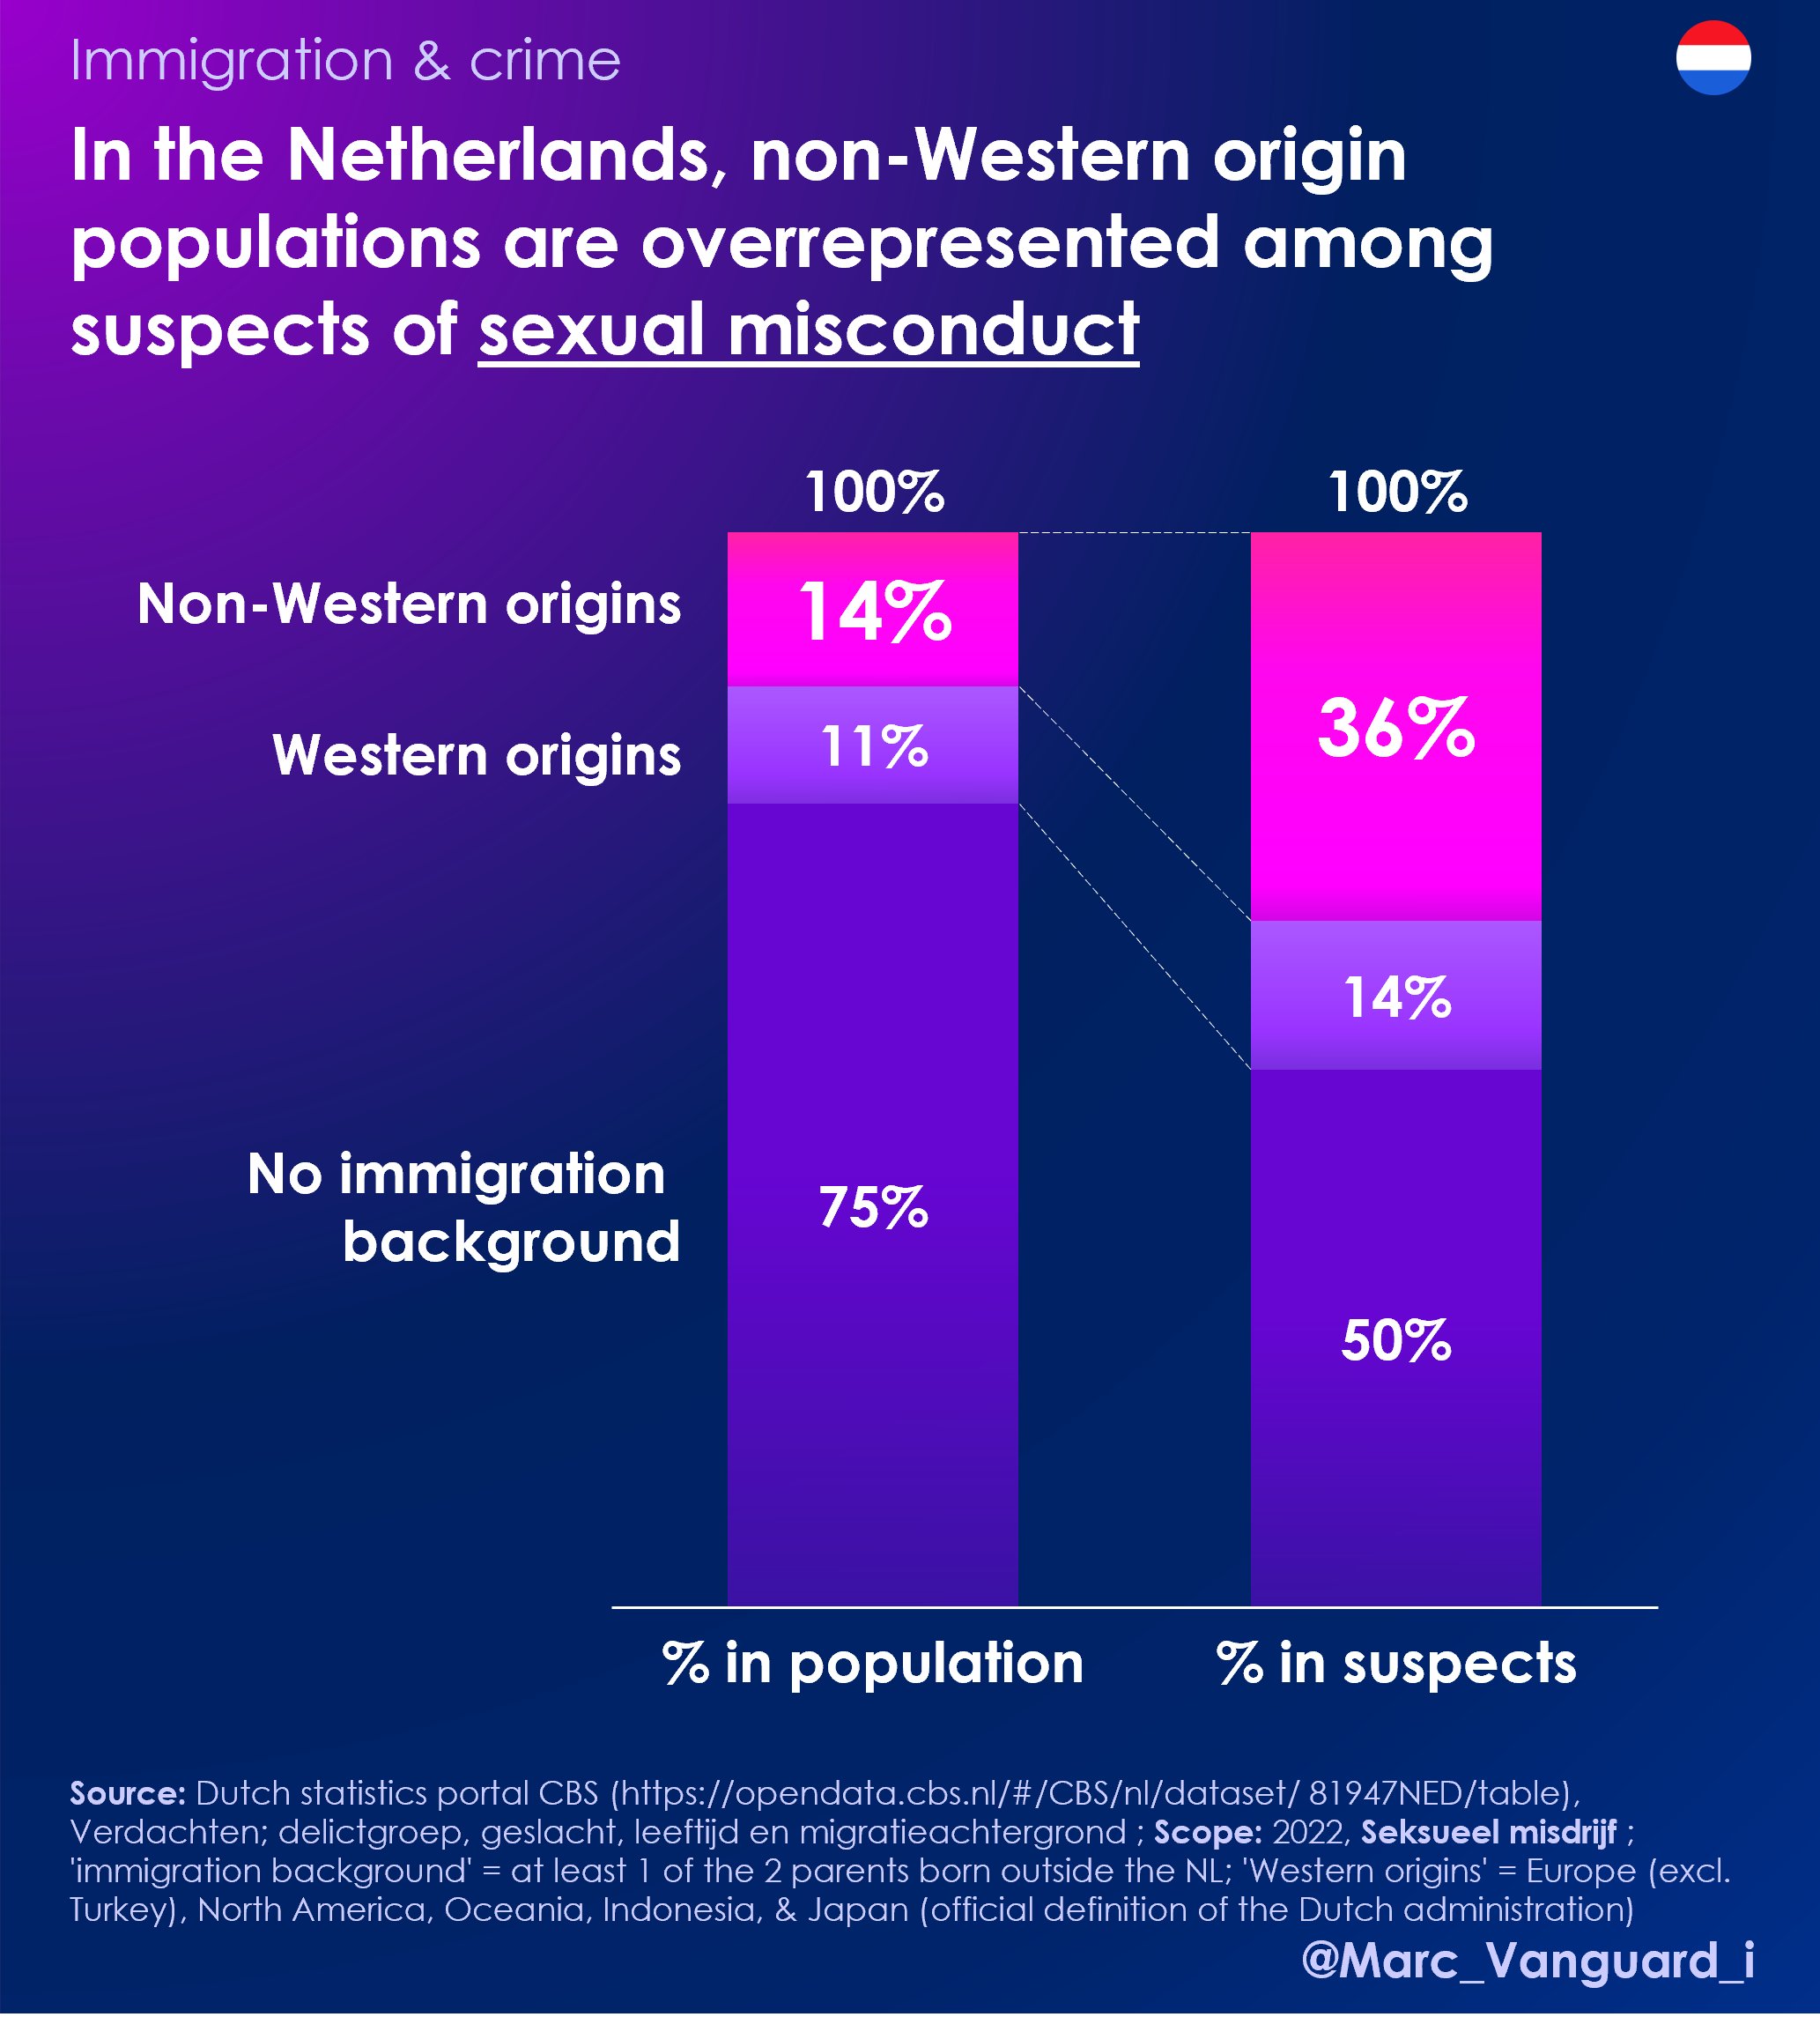 Immigration & crime
In the Netherlands, non-Western origin
populations are overrepresented among
suspects of sexual misconduct
100%
100%
Non-Western origins
14%
36%
Western origins
11%
14%
No immigration
background
75%
50%
% in population
% in suspects
Source: Dutch statistics portal CBS (https://opendata.cbs.nl/#/CBS/nl/dataset/ 81947NED/table),
Verdachten; delictgroep, geslacht, leeftijd en migratieachtergrond ; Scope: 2022, Seksueel misdrijf ;
'immigration background' = at least 1 of the 2 parents born outside the NL; 'Western origins' = Europe (excl.
Turkey), North America, Oceania, Indonesia, & Japan (official definition of the Dutch administration)
@Marc_Vanguard_i